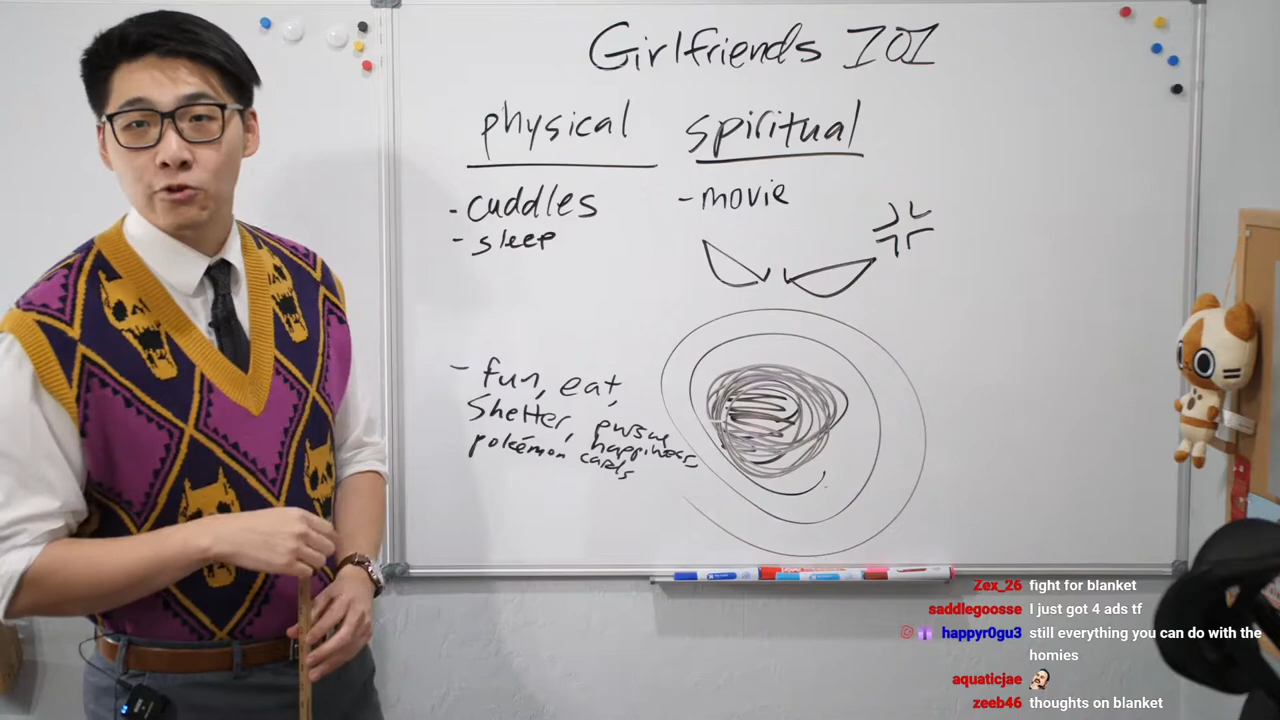 Girlfriends 101
physical
spiritual
- cuddles
- movie
- sleep
- fun, eat,
Shelter, pursue
pokémon happiness
cards
Zex_26 fight for blanket
saddlegoosse I just got 4 ads tf
happyr0gu3 still everything you can do with the
homies
aquaticjae
zeeb46 thoughts on blanket